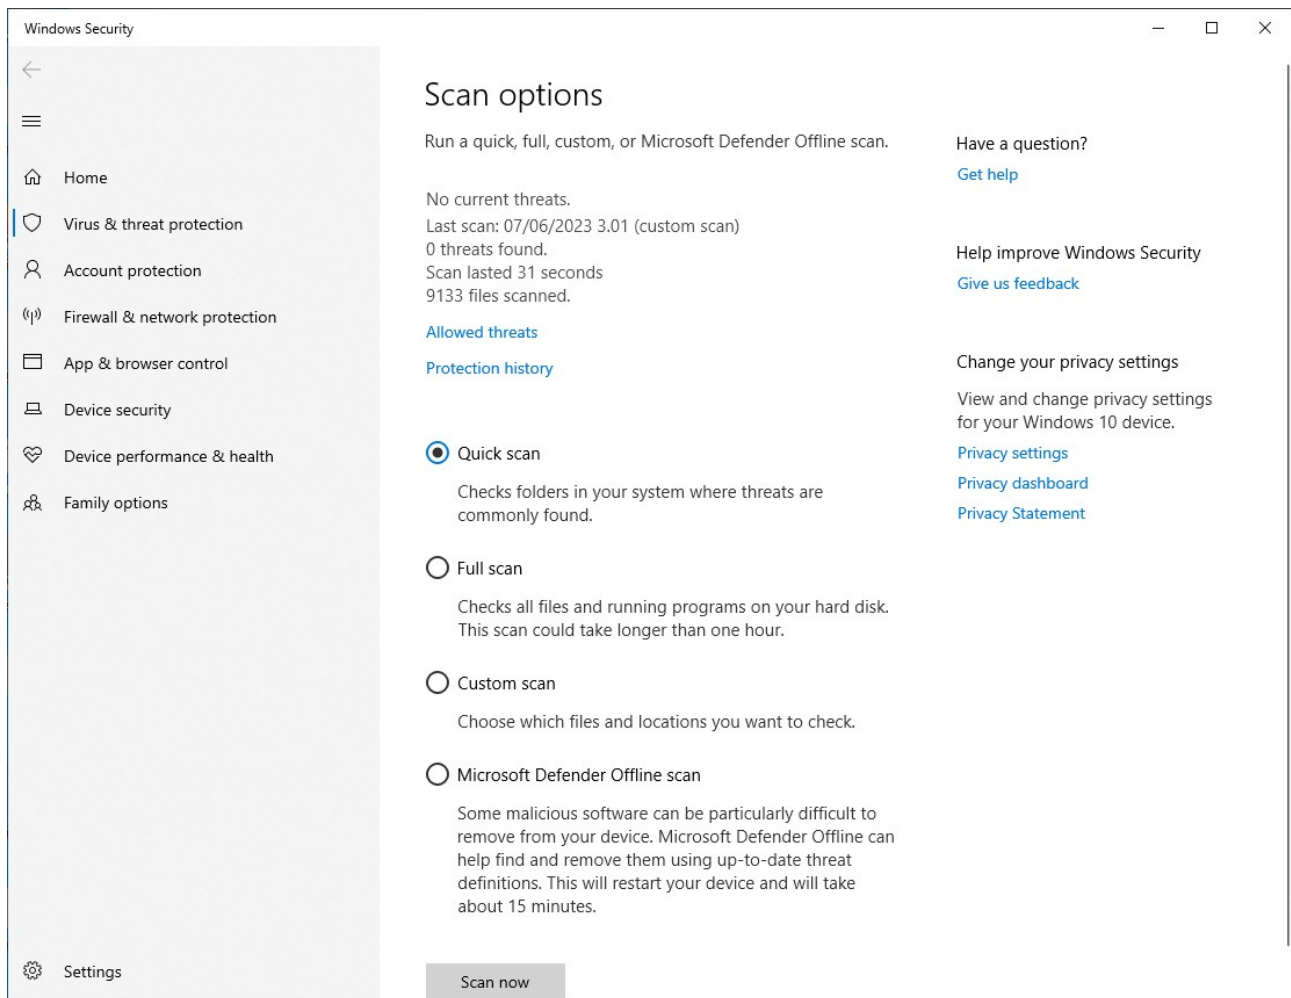 Windows Security
Home
Virus & threat protection
Account protection
Firewall & network protection
App & browser control
Device security
Device performance & health
Family options
Settings
Scan options
Run a quick, full, custom, or Microsoft Defender Offline scan.
No current threats.
Last scan: 07/06/2023 3.01 (custom scan)
0 threats found.
Scan lasted 31 seconds
9133 files scanned.
Allowed threats
Protection history
Quick scan
Checks folders in your system where threats are
commonly found.
Full scan
Checks all files and running programs on your hard disk.
This scan could take longer than one hour.
Custom scan
Choose which files and locations you want to check.
Microsoft Defender Offline scan
Some malicious software can be particularly difficult to
remove from your device. Microsoft Defender Offline can
help find and remove them using up-to-date threat
definitions. This will restart your device and will take
about 15 minutes.
Scan now
Have a question?
Get help
Help improve Windows Security
Give us feedback
Change your privacy settings
View and change privacy settings
for your Windows 10 device.
Privacy settings
Privacy dashboard
Privacy Statement